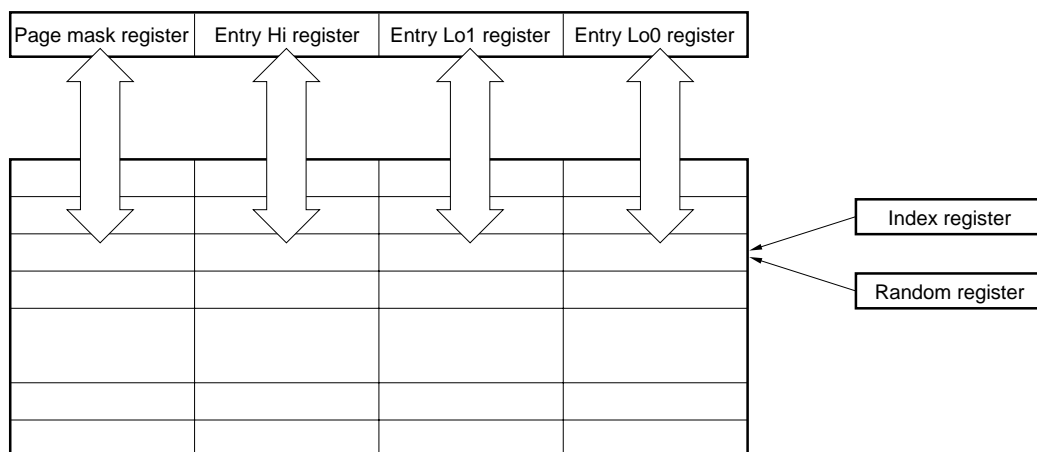 Page mask register
Entry Hi register
Entry Lo1 register
Entry Lo0 register
Index register
Random register